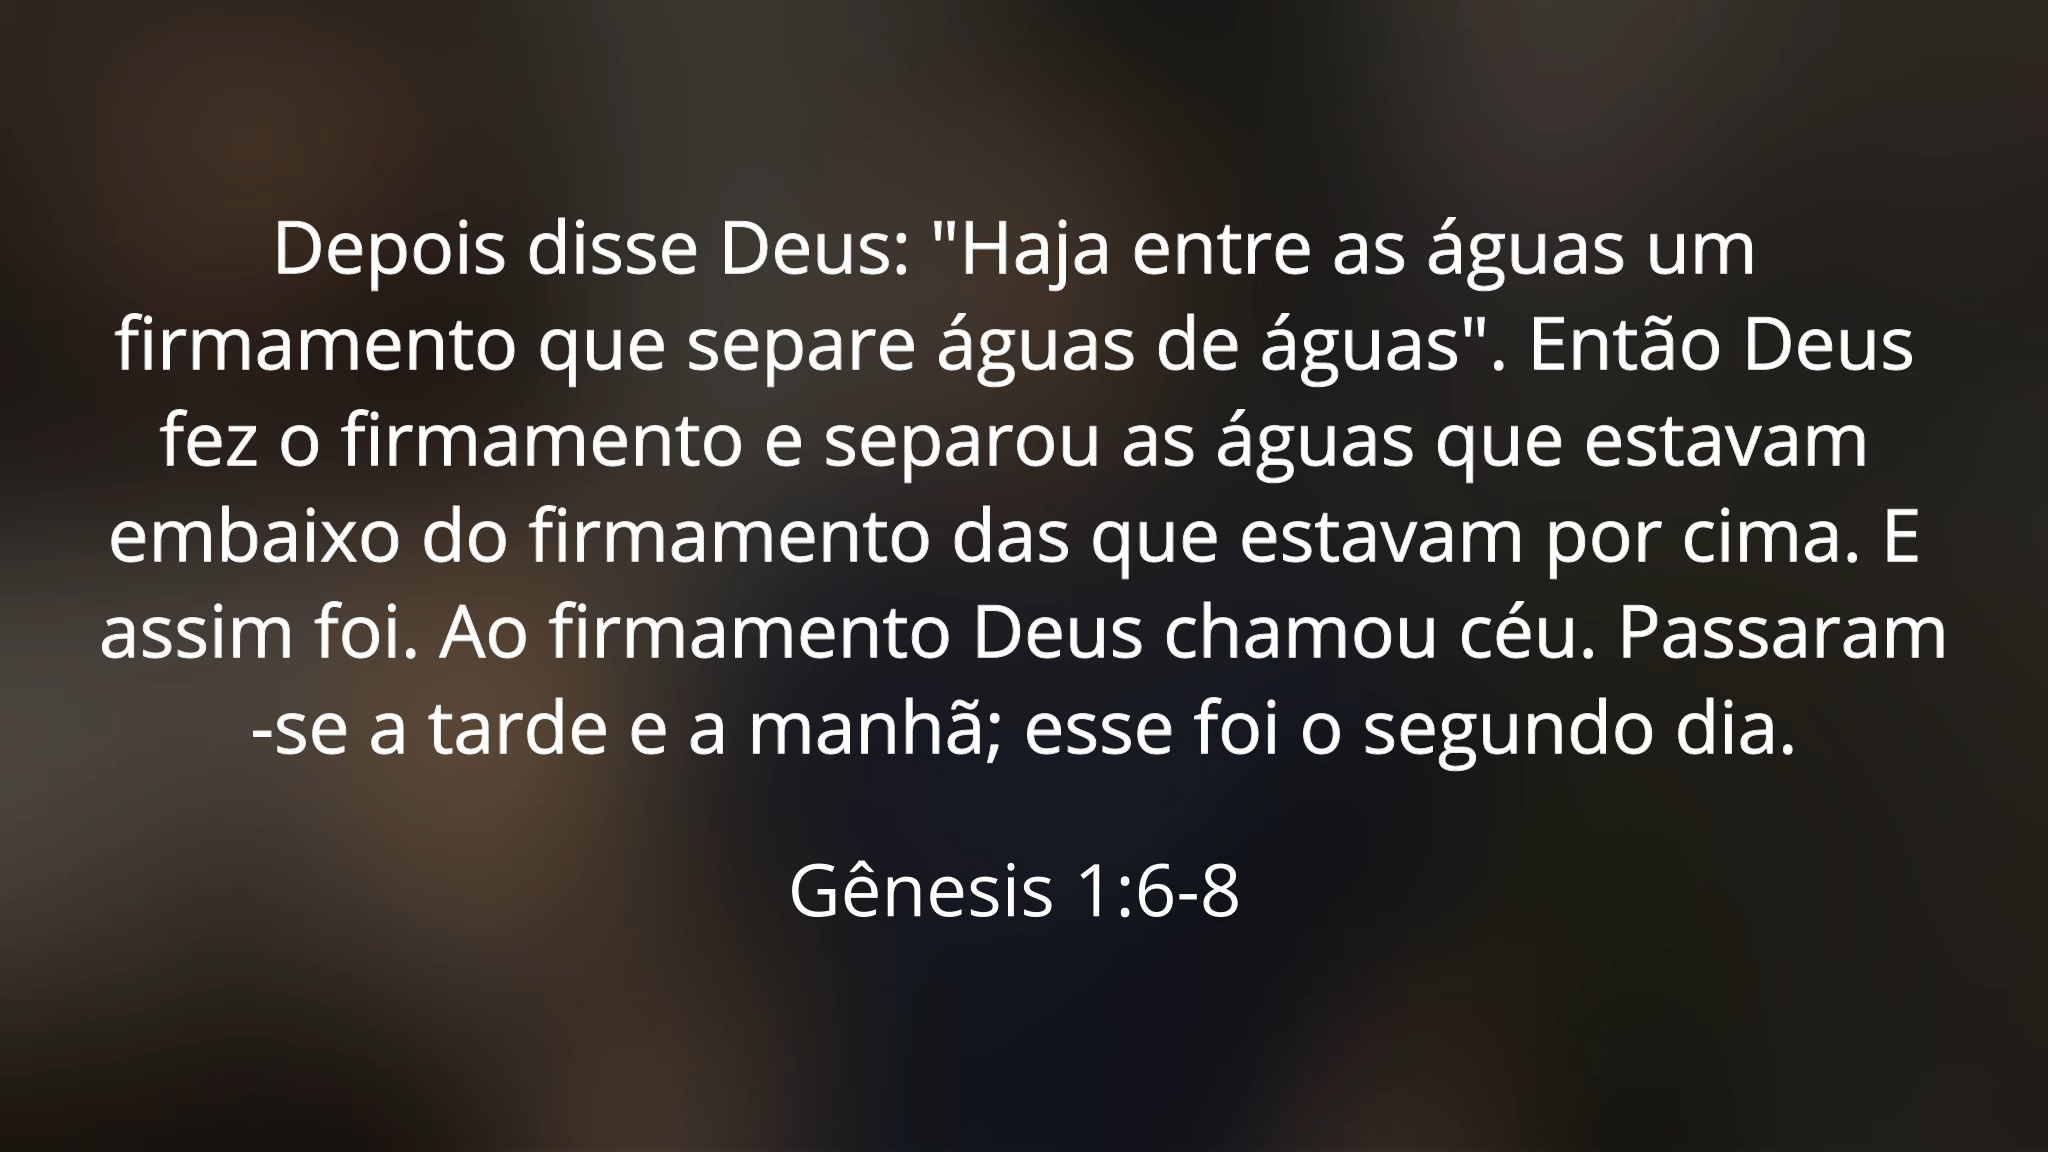 Depois disse Deus: "Haja entre as águas um
firmamento que separe águas de águas". Então Deus
fez o firmamento e separou as águas que estavam
embaixo do firmamento das que estavam por cima. E
assim foi. Ao firmamento Deus chamou céu. Passaram
-se a tarde e a manhã; esse foi o segundo dia.
Gênesis 1:6-8